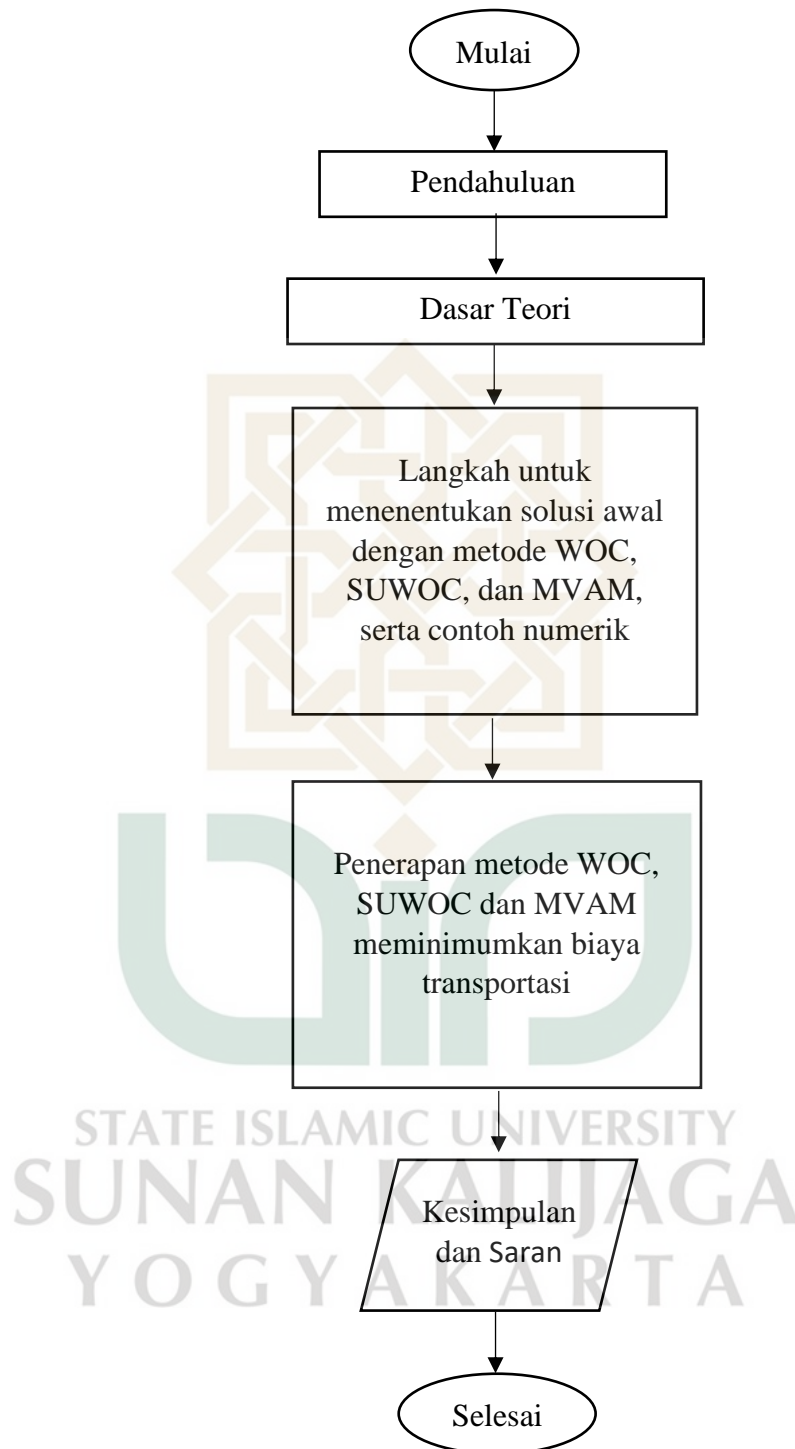 Mulai
Pendahuluan
Dasar Teori
Langkah untuk
menenentukan solusi awal
dengan metode WOC,
SUWOC, dan MVAM,
serta contoh numerik
Penerapan metode WOC,
SUWOC dan MVAM
meminimumkan biaya
transportasi
STATE ISLAMIC UNIVERSITY
SUNAN KALIJAGA
YOGYAKARTA
Kesimpulan
dan Saran
Selesai